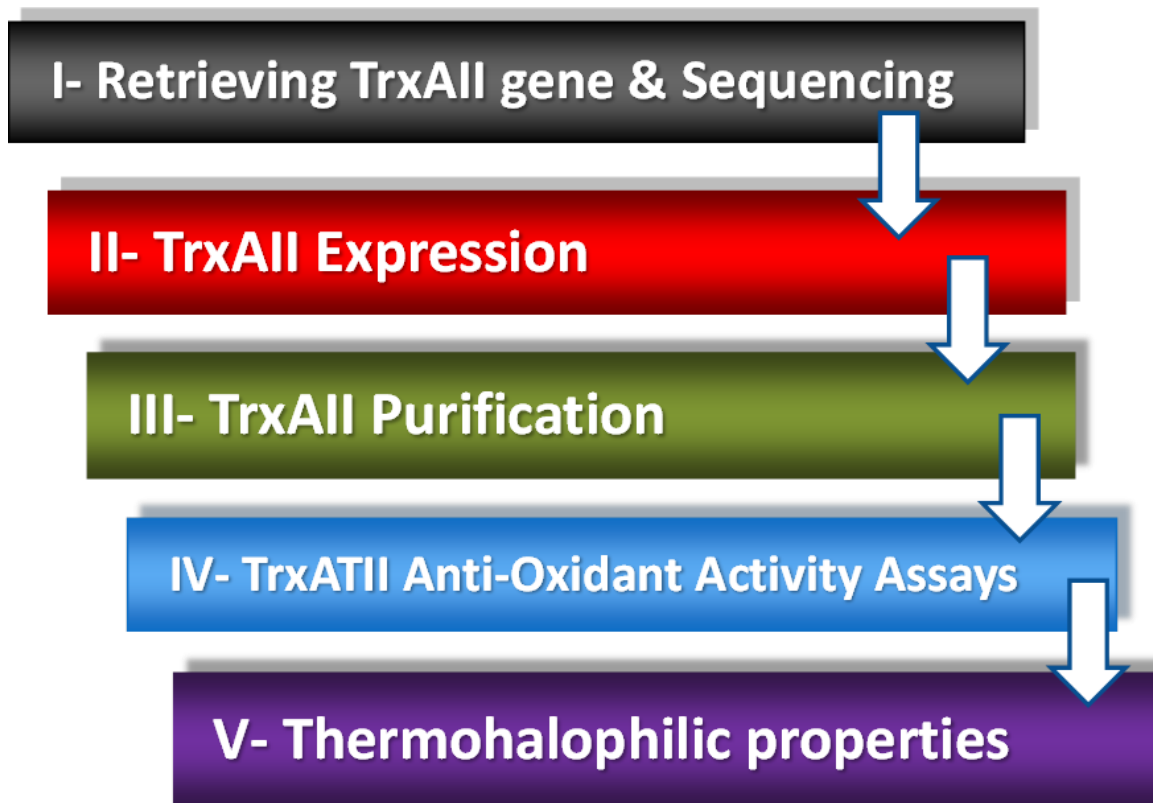 I- Retrieving TrxAII gene & Sequencing
II- TrxAII Expression
III- TrxAII Purification
IV- TrxATII Anti-Oxidant Activity Assays
V- Thermohalophilic properties